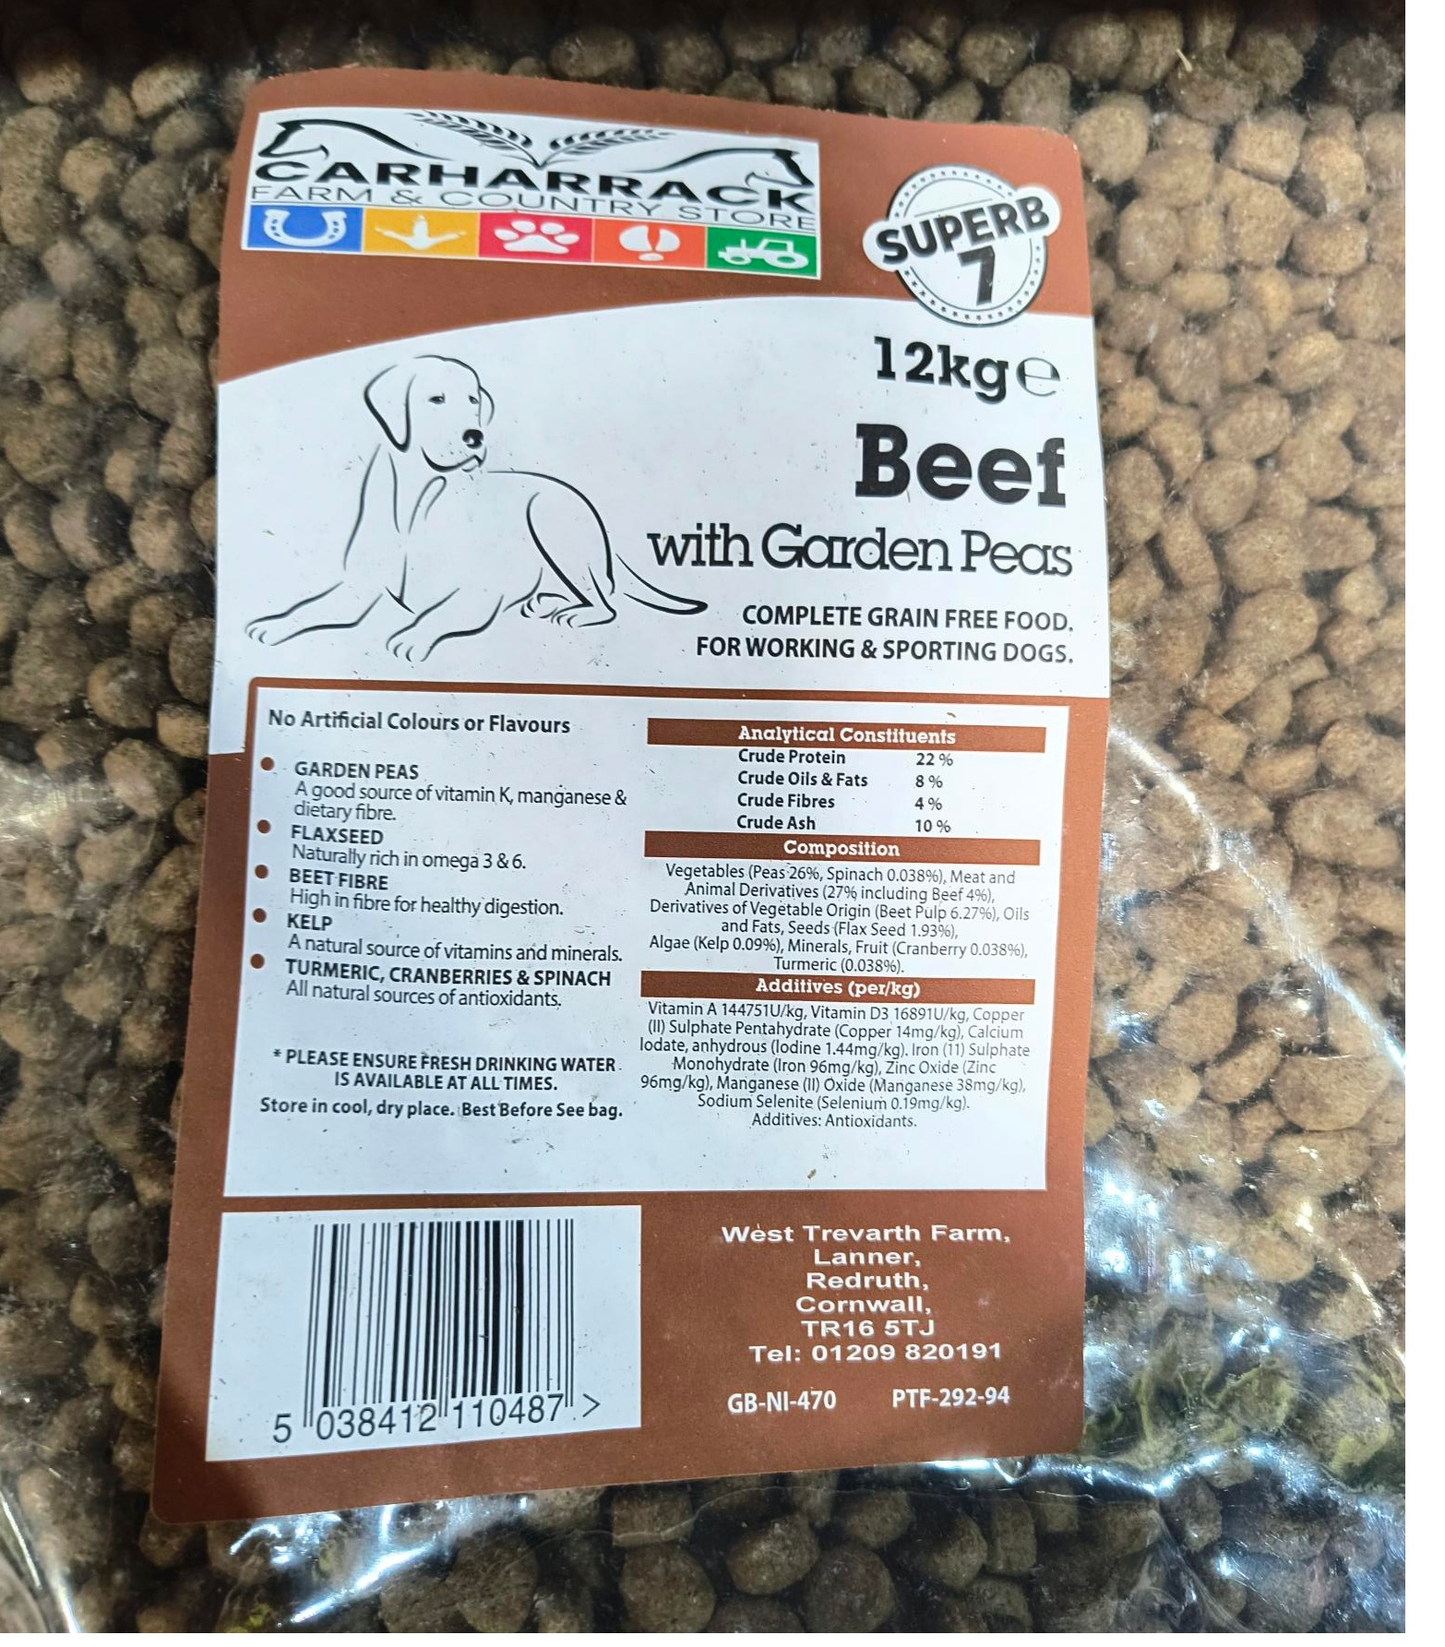 CARHARRACK
FARM & COUNTRY STORE
SUPERB
7
12kg℮
Beef
with Garden Peas
COMPLETE GRAIN FREE FOOD.
FOR WORKING & SPORTING DOGS.
No Artificial Colours or Flavours
GARDEN PEAS
A good source of vitamin K, manganese &
dietary fibre.
FLAXSEED
Naturally rich in omega 3 & 6.
BEET FIBRE
High in fibre for healthy digestion.
KELP
A natural source of vitamins and minerals.
TURMERIC, CRANBERRIES & SPINACH
All natural sources of antioxidants.
* PLEASE ENSURE FRESH DRINKING WATER
IS AVAILABLE AT ALL TIMES.
Store in cool, dry place. Best Before See bag.
Analytical Constituents
Crude Protein 22 %
Crude Oils & Fats 8 %
Crude Fibres 4 %
Crude Ash 10 %
Composition
Vegetables (Peas 26%, Spinach 0.038%), Meat and
Animal Derivatives (27% including Beef 4%),
Derivatives of Vegetable Origin (Beet Pulp 6.27%), Oils
and Fats, Seeds (Flax Seed 1.93%),
Algae (Kelp 0.09%), Minerals, Fruit (Cranberry 0.038%),
Turmeric (0.038%).
Additives (per/kg)
Vitamin A 144751U/kg, Vitamin D3 16891U/kg, Copper
(II) Sulphate Pentahydrate (Copper 14mg/kg), Calcium
Iodate, anhydrous (Iodine 1.44mg/kg). Iron (11) Sulphate
Monohydrate (Iron 96mg/kg), Zinc Oxide (Zinc
96mg/kg), Manganese (II) Oxide (Manganese 38mg/kg),
Sodium Selenite (Selenium 0.19mg/kg).
Additives: Antioxidants.
5 038412 110487 >
West Trevarth Farm,
Lanner,
Redruth,
Cornwall,
TR16 5TJ
Tel: 01209 820191
GB-NI-470 PTF-292-94